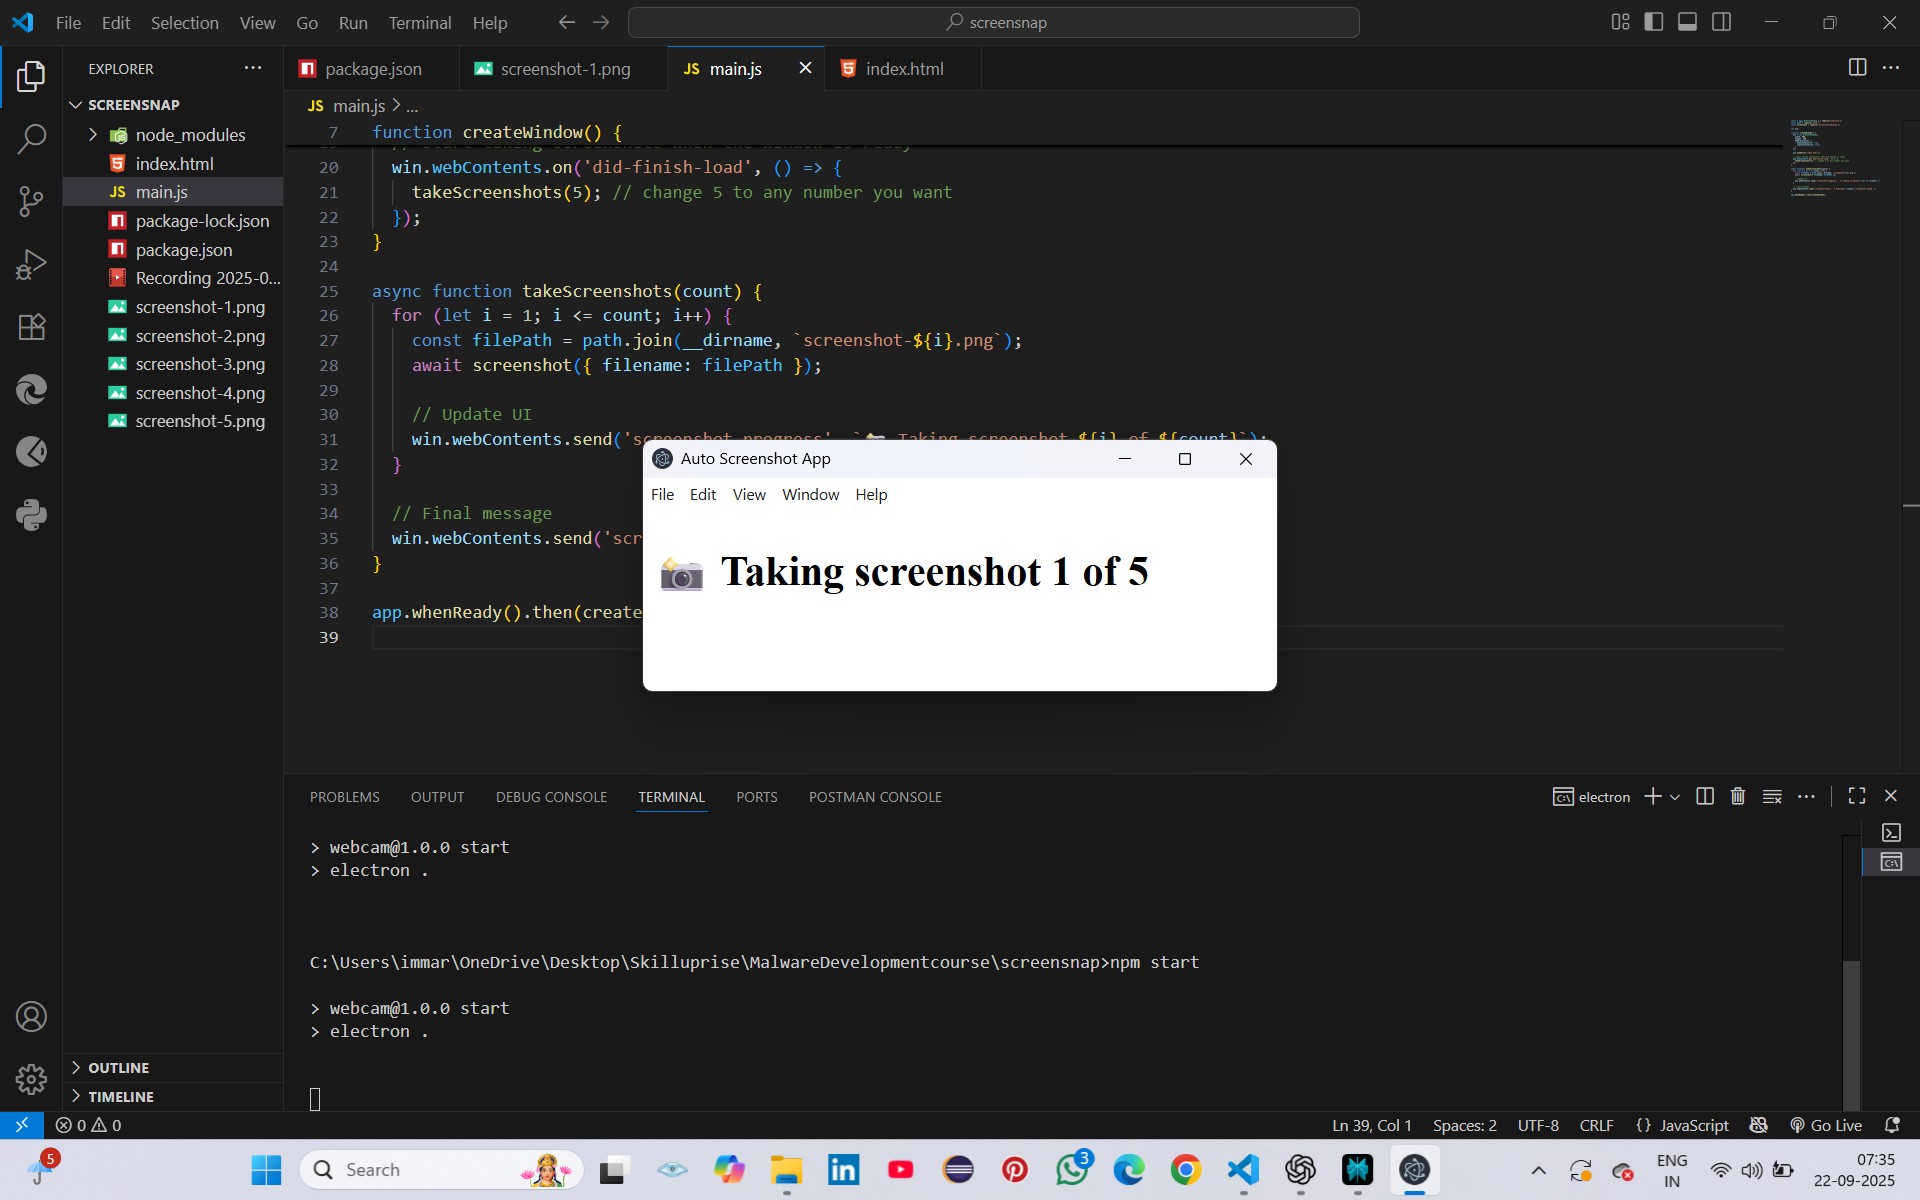 File Edit Selection View Go Run Terminal Help
screensnap
EXPLORER
SCREENSNAP
node_modules
index.html
JS main.js
package-lock.json
package.json
Recording 2025-0...
screenshot-1.png
screenshot-2.png
screenshot-3.png
screenshot-4.png
screenshot-5.png
OUTLINE
TIMELINE
package.json
screenshot-1.png
JS main.js
index.html
JS main.js > ...
7 function createWindow() {
20 win.webContents.on('did-finish-load', () => {
21 takeScreenshots(5); // change 5 to any number you want
22 });
23 }
24
25 async function takeScreenshots(count) {
26 for (let i = 1; i <= count; i++) {
27 const filePath = path.join(__dirname, `screenshot-${i}.png`);
28 await screenshot({ filename: filePath });
29
30 // Update UI
31 win.webContents.send('screenshot-progress', `📸 Taking screenshot ${i} of ${count}`);
32 }
33
34 // Final message
35 win.webContents.send('scr
36 }
37
38 app.whenReady().then(create
39
Auto Screenshot App
File Edit View Window Help
📸 Taking screenshot 1 of 5
PROBLEMS OUTPUT DEBUG CONSOLE TERMINAL PORTS POSTMAN CONSOLE
electron
> webcam@1.0.0 start
> electron .
C:\Users\immar\OneDrive\Desktop\Skilluprise\MalwareDevelopmentcourse\screensnap>npm start
> webcam@1.0.0 start
> electron .
0 0
Ln 39, Col 1 Spaces: 2 UTF-8 CRLF {} JavaScript Go Live
5
Search
in
3
ENG
IN
07:35
22-09-2025